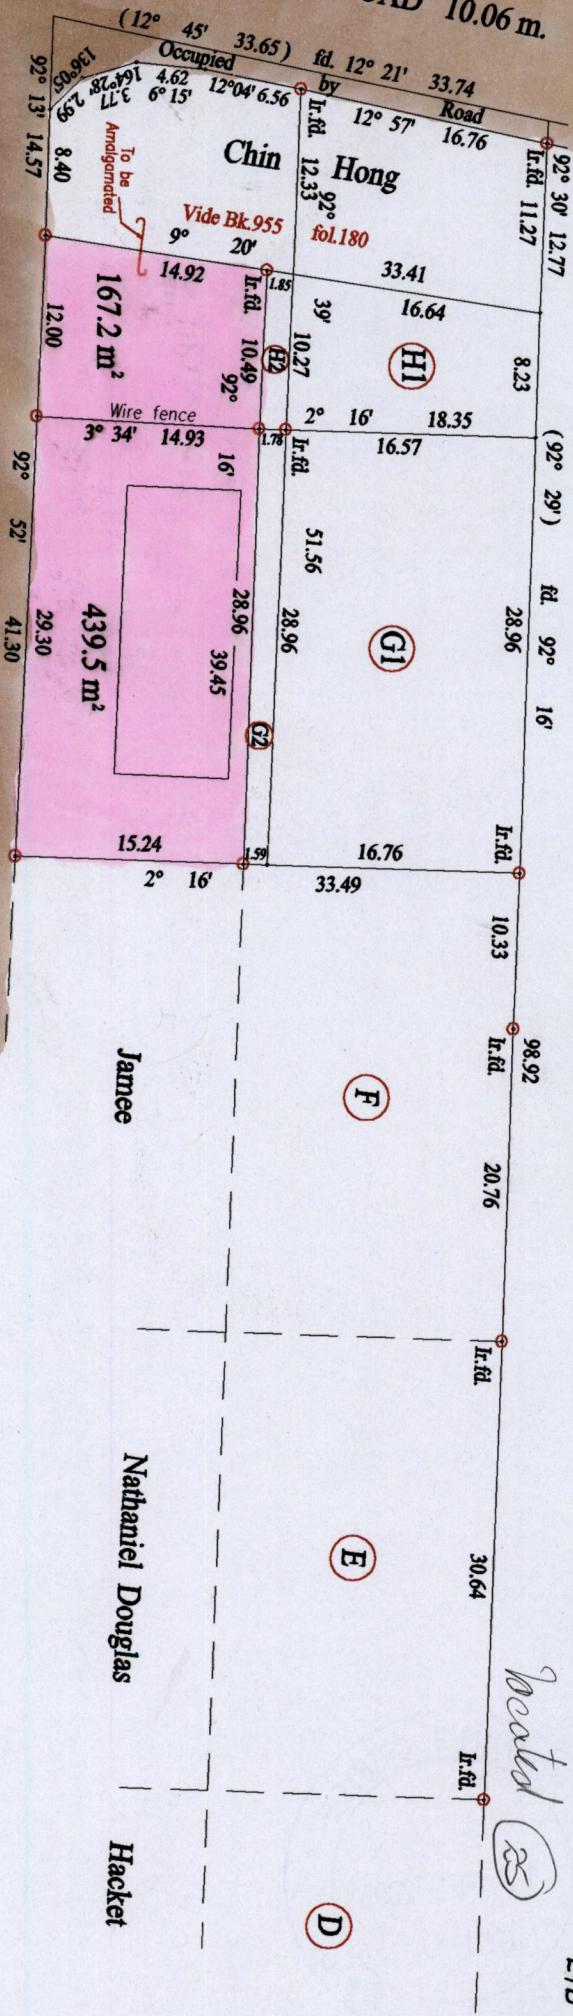 ROAD 10.06 m.
( 12° 45' 33.65 ) fd. 12° 21' 33.74
Occupied by Road
136°05'
164°28'
2.99
3.77
4.62
6° 15'
12°04' 6.56
12° 57' 16.76
92° 13' 14.57
8.40
Ir.fd.
12.33
92° 39' 10.27
Ir.fd.
11.27
92° 30' 12.77
Chin Hong
To be
Amalgamated
Vide Bk.955 fol.180
9° 20' 33.41
14.92
1.85
16.64
167.2 m²
12.00
Ir.fd.
10.49
92° 16'
H2
H1
8.23
Wire fence
3° 34' 14.93
1.78
Ir.fd.
2° 16' 18.35
16.57
( 92° 29' ) fd. 92° 16'
92° 52' 41.30
29.30
439.5 m²
28.96
39.45
51.56
28.96
G2
G1
28.96
Ir.fd.
15.24
1.59
16.76
2° 16' 33.49
10.33
98.92
Ir.fd.
Jamee
F
20.76
Ir.fd.
Nathaniel Douglas
E
30.64
located 25
Ir.fd.
Hacket
D